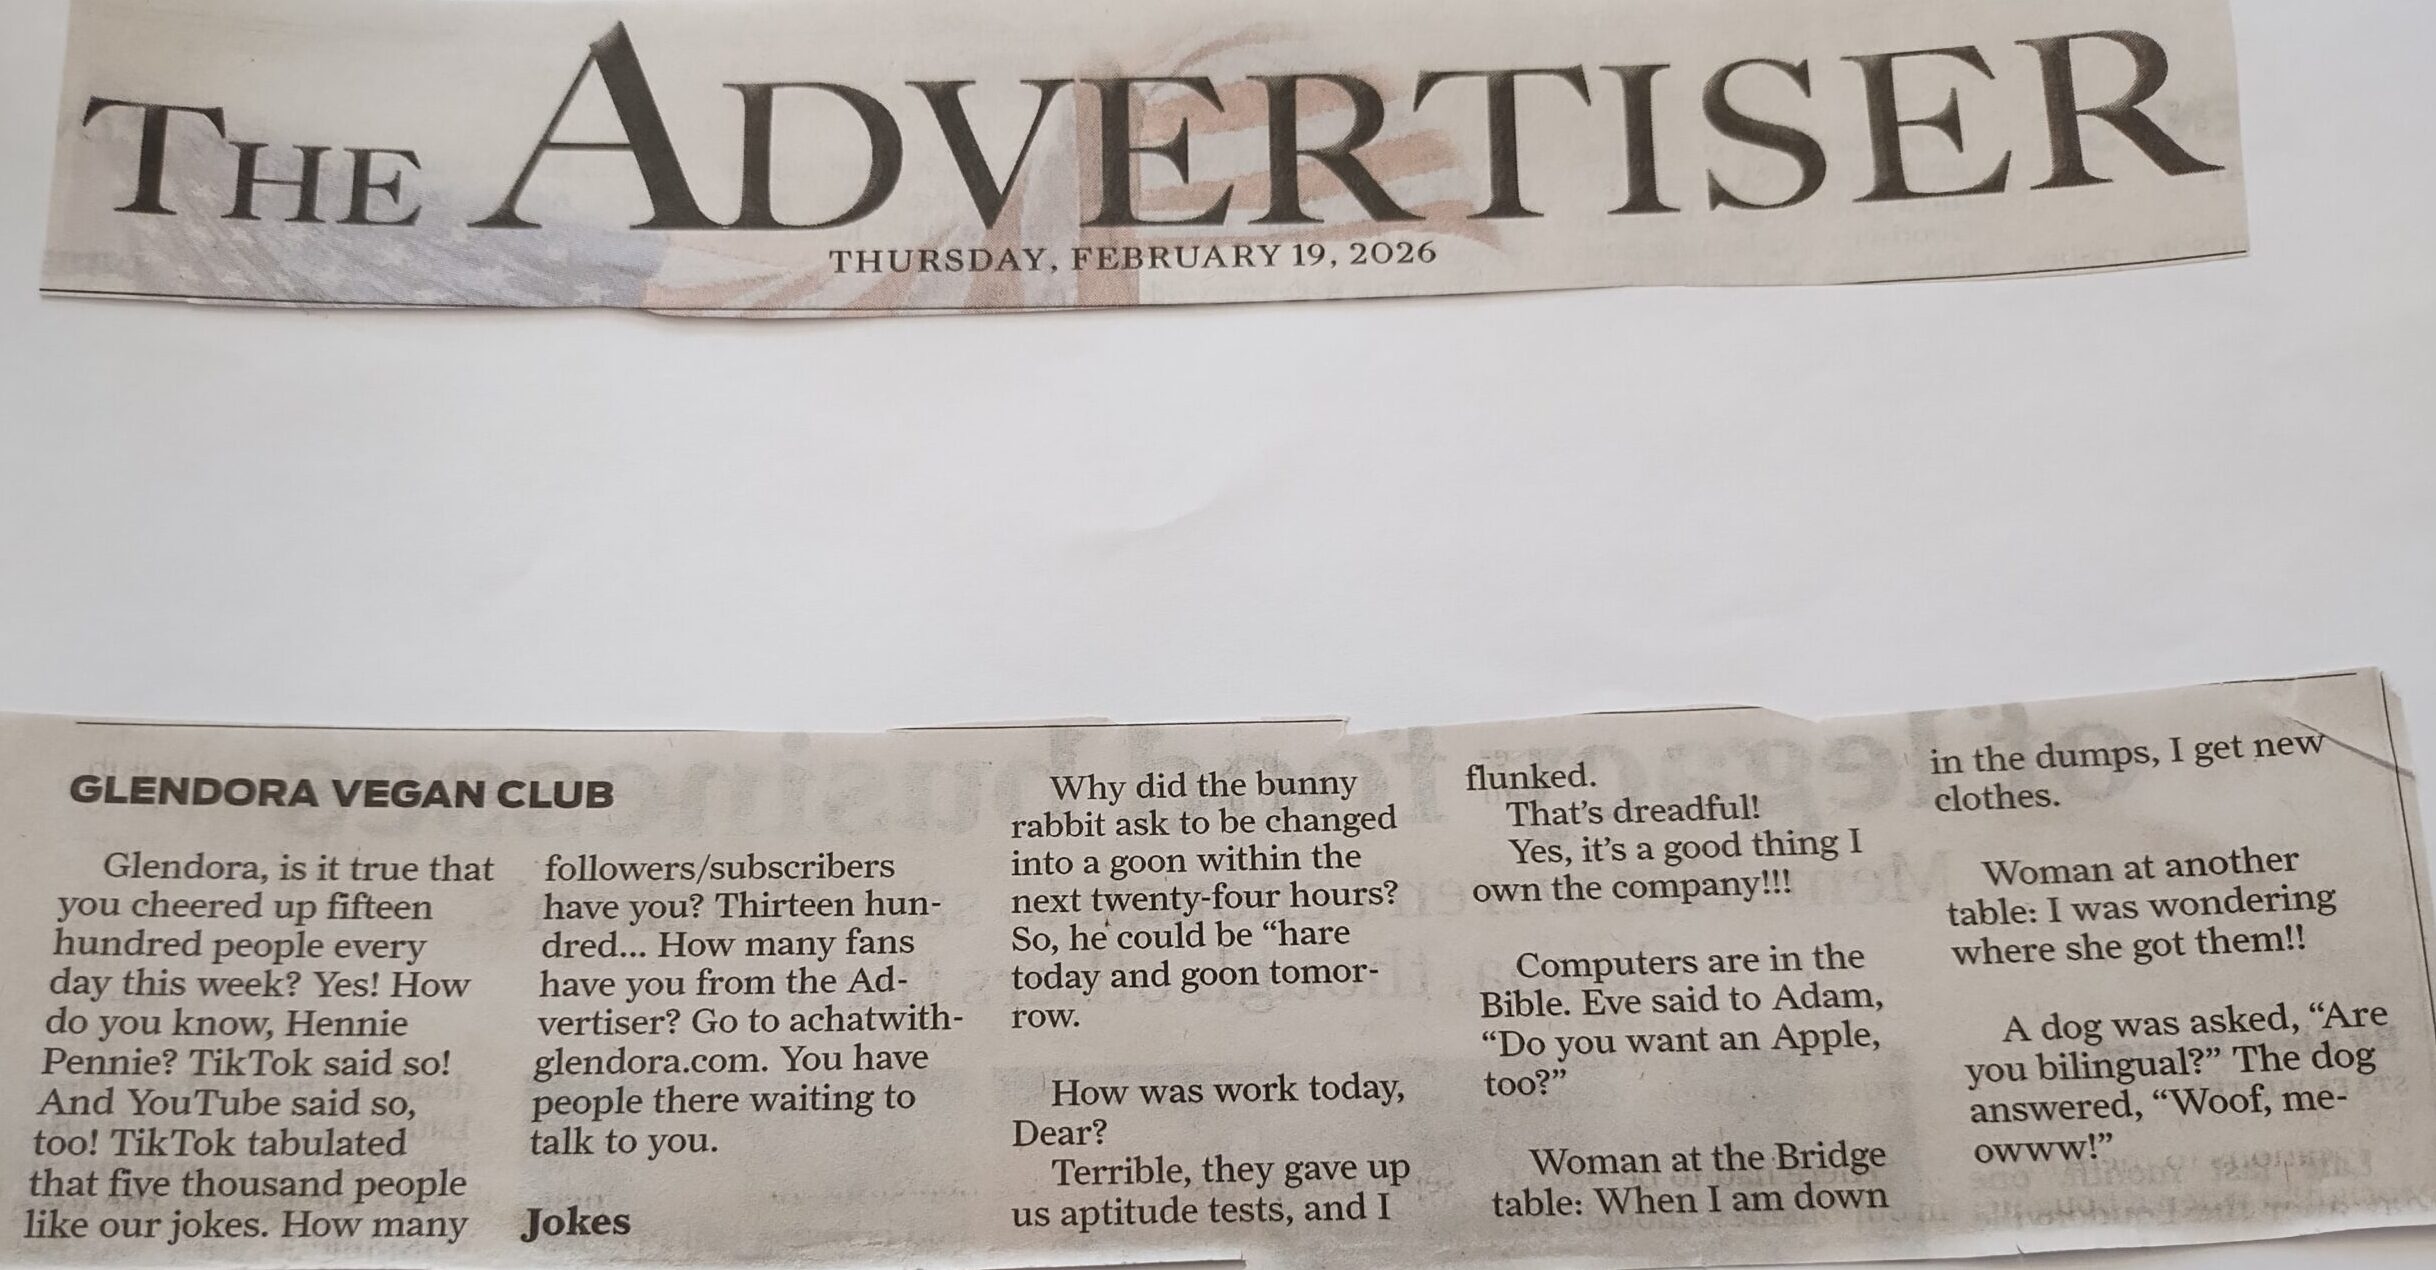 THE ADVERTISER
THURSDAY, FEBRUARY 19, 2026
GLENDORA VEGAN CLUB
Glendora, is it true that
you cheered up fifteen
hundred people every
day this week? Yes! How
do you know, Hennie
Pennie? TikTok said so!
And YouTube said so,
too! TikTok tabulated
that five thousand people
like our jokes. How many
followers/subscribers
have you? Thirteen hun-
dred... How many fans
have you from the Ad-
vertiser? Go to achatwith-
glendora.com. You have
people there waiting to
talk to you.
Jokes
Why did the bunny
rabbit ask to be changed
into a goon within the
next twenty-four hours?
So, he could be “hare
today and goon tomor-
row.
How was work today,
Dear?
Terrible, they gave up
us aptitude tests, and I
flunked.
That’s dreadful!
Yes, it’s a good thing I
own the company!!!
Computers are in the
Bible. Eve said to Adam,
“Do you want an Apple,
too?”
Woman at the Bridge
table: When I am down
in the dumps, I get new
clothes.
Woman at another
table: I was wondering
where she got them!!
A dog was asked, “Are
you bilingual?” The dog
answered, “Woof, me-
owww!”